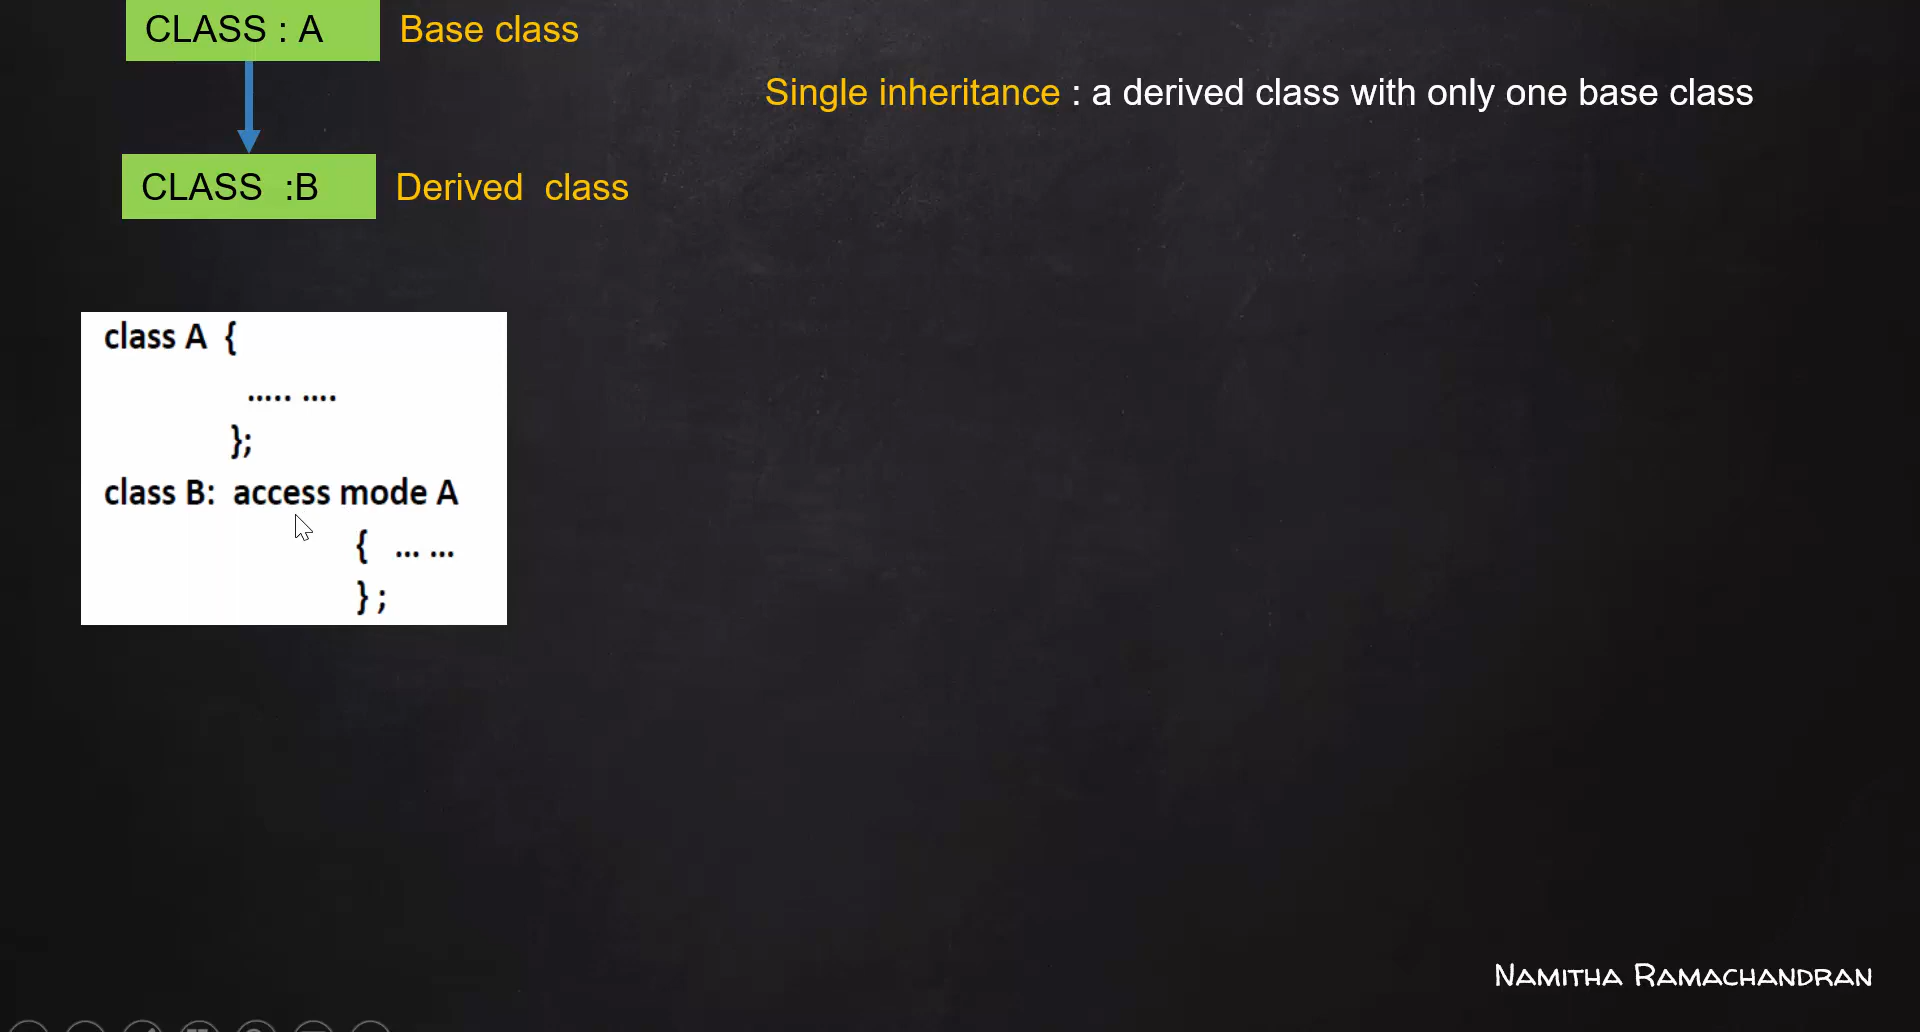 CLASS : A
Base class
Single inheritance : a derived class with only one base class
CLASS :B
Derived class
class A {
..... ....
};
class B: access mode A
{ ... ...
} ;
Namitha Ramachandran